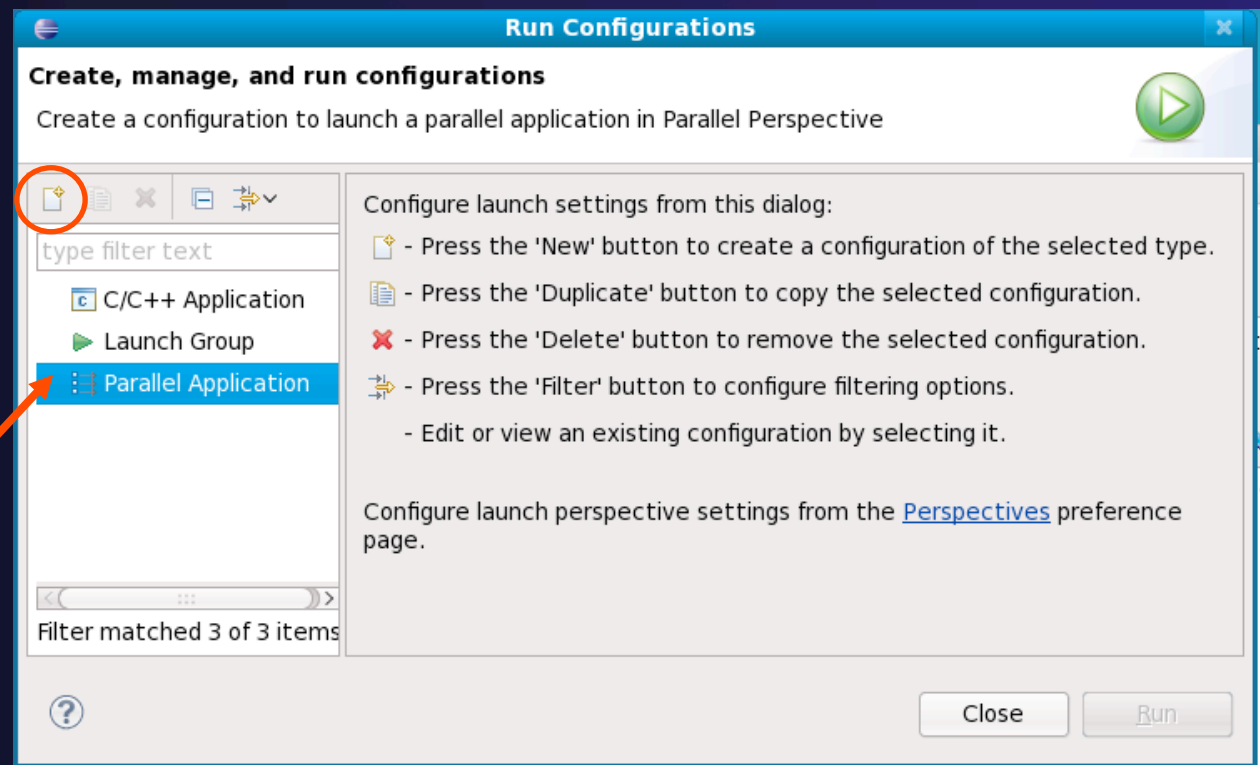 Run Configurations
Create, manage, and run configurations
Create a configuration to launch a parallel application in Parallel Perspective
type filter text
C/C++ Application
Launch Group
Parallel Application
Filter matched 3 of 3 items
Configure launch settings from this dialog:
- Press the 'New' button to create a configuration of the selected type.
- Press the 'Duplicate' button to copy the selected configuration.
- Press the 'Delete' button to remove the selected configuration.
- Press the 'Filter' button to configure filtering options.
- Edit or view an existing configuration by selecting it.
Configure launch perspective settings from the Perspectives preference
page.
Close
Run